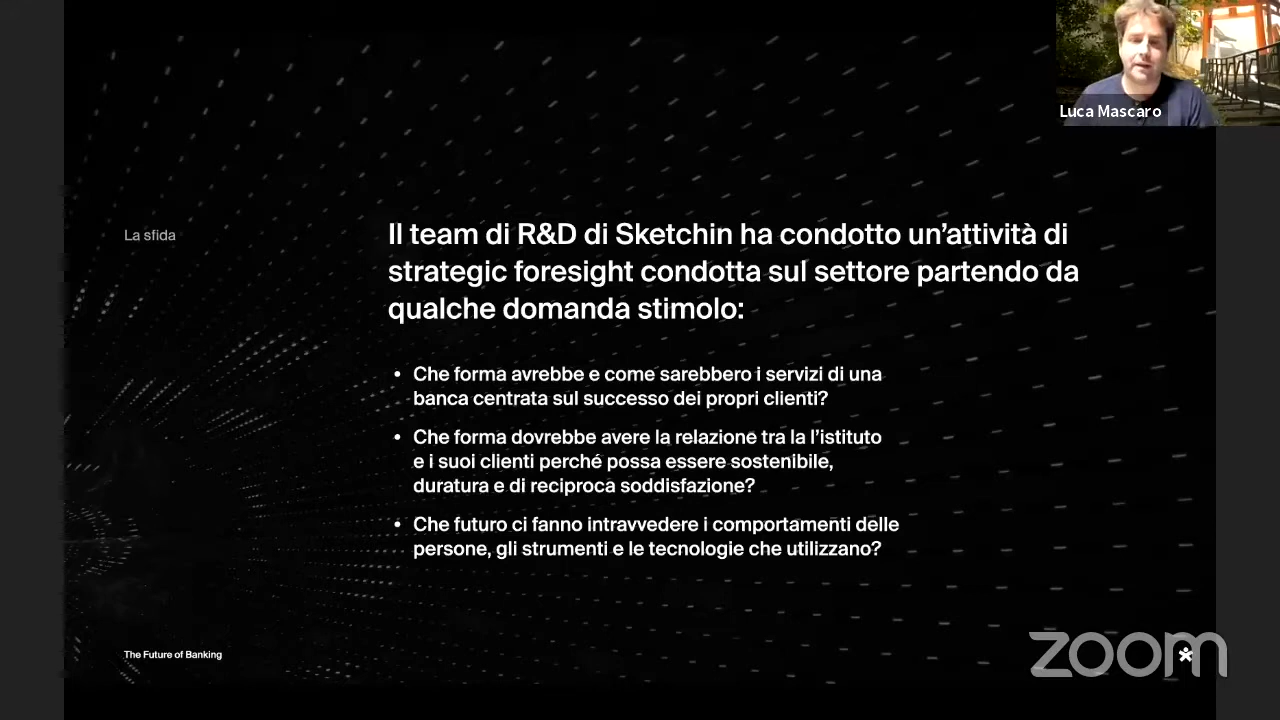 Luca Mascaro
La sfida
Il team di R&D di Sketchin ha condotto un’attività di
strategic foresight condotta sul settore partendo da
qualche domanda stimolo:
• Che forma avrebbe e come sarebbero i servizi di una
banca centrata sul successo dei propri clienti?
• Che forma dovrebbe avere la relazione tra la l’istituto
e i suoi clienti perché possa essere sostenibile,
duratura e di reciproca soddisfazione?
• Che futuro ci fanno intravvedere i comportamenti delle
persone, gli strumenti e le tecnologie che utilizzano?
The Future of Banking
zoom